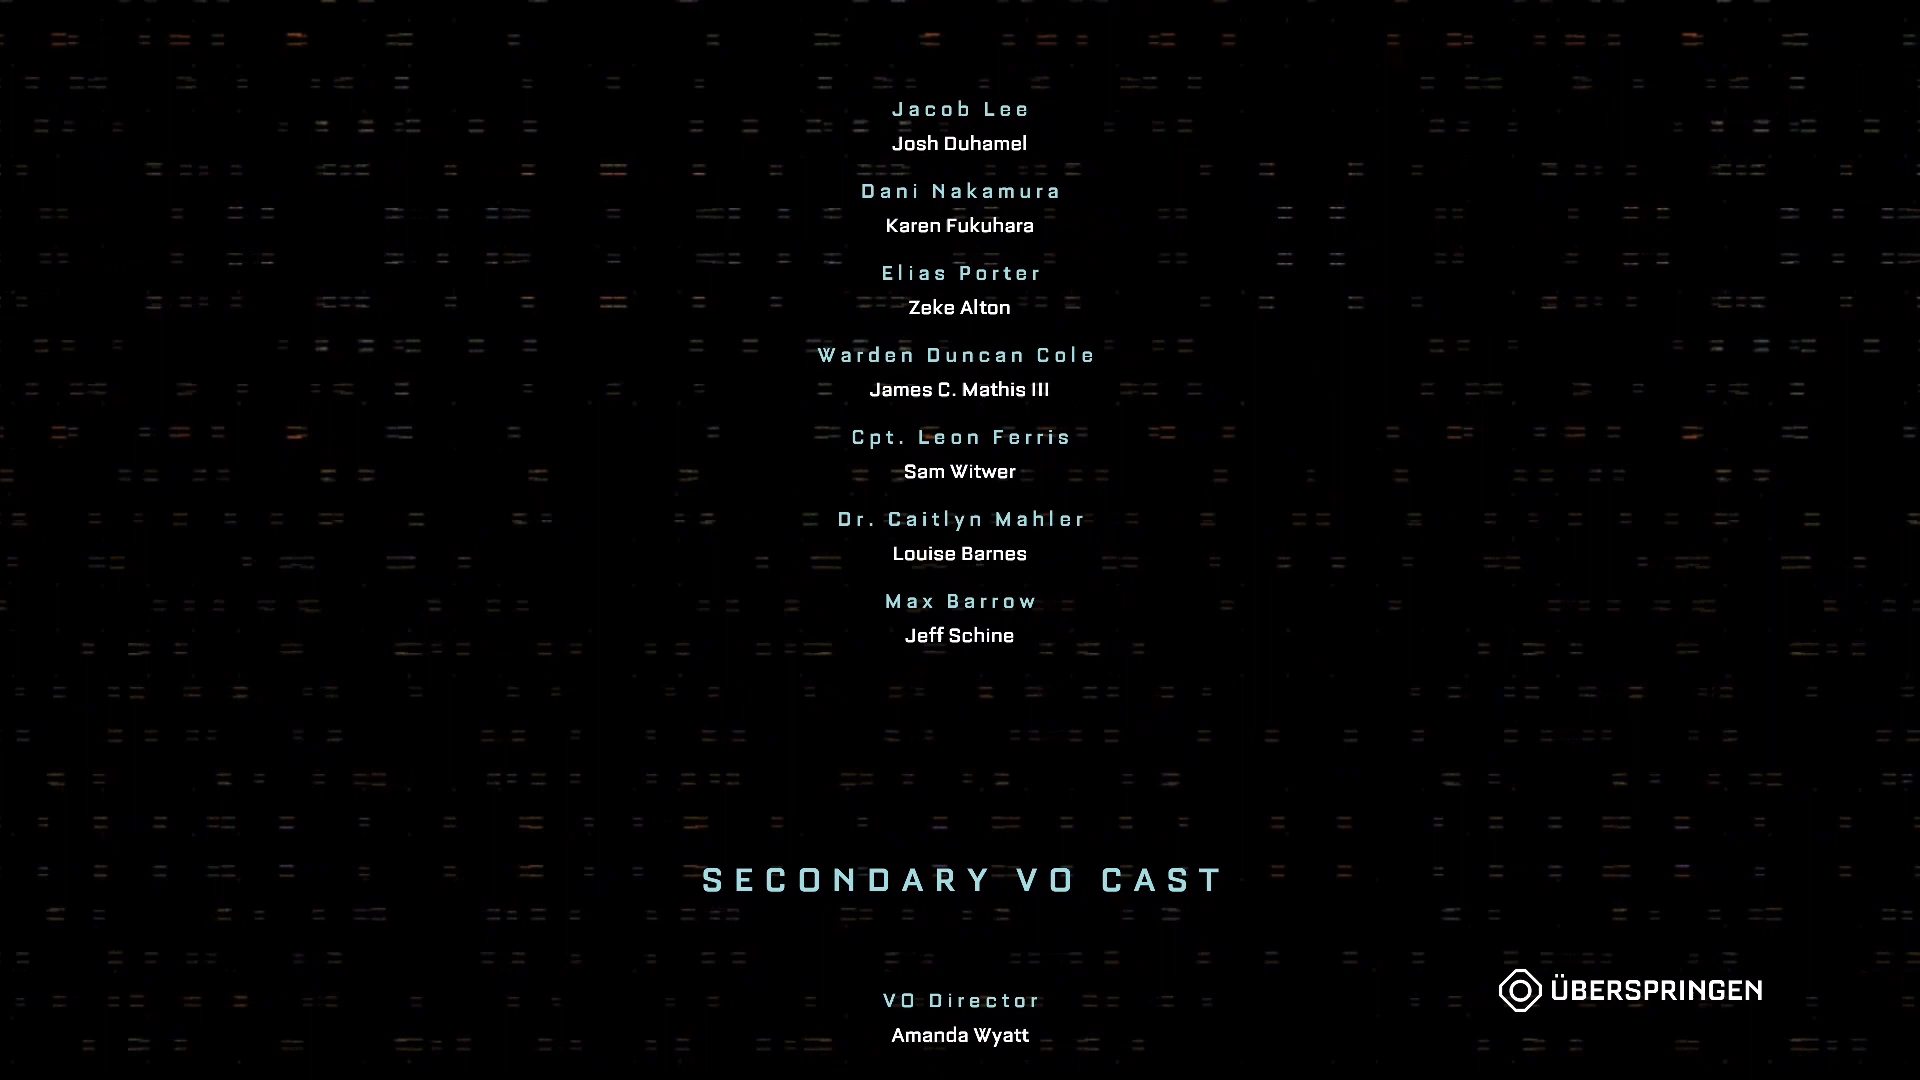 Jacob Lee
Josh Duhamel
Dani Nakamura
Karen Fukuhara
Elias Porter
Zeke Alton
Warden Duncan Cole
James C. Mathis III
Cpt. Leon Ferris
Sam Witwer
Dr. Caitlyn Mahler
Louise Barnes
Max Barrow
Jeff Schine
SECONDARY VO CAST
ÜBERSPRINGEN
VO Director
Amanda Wyatt